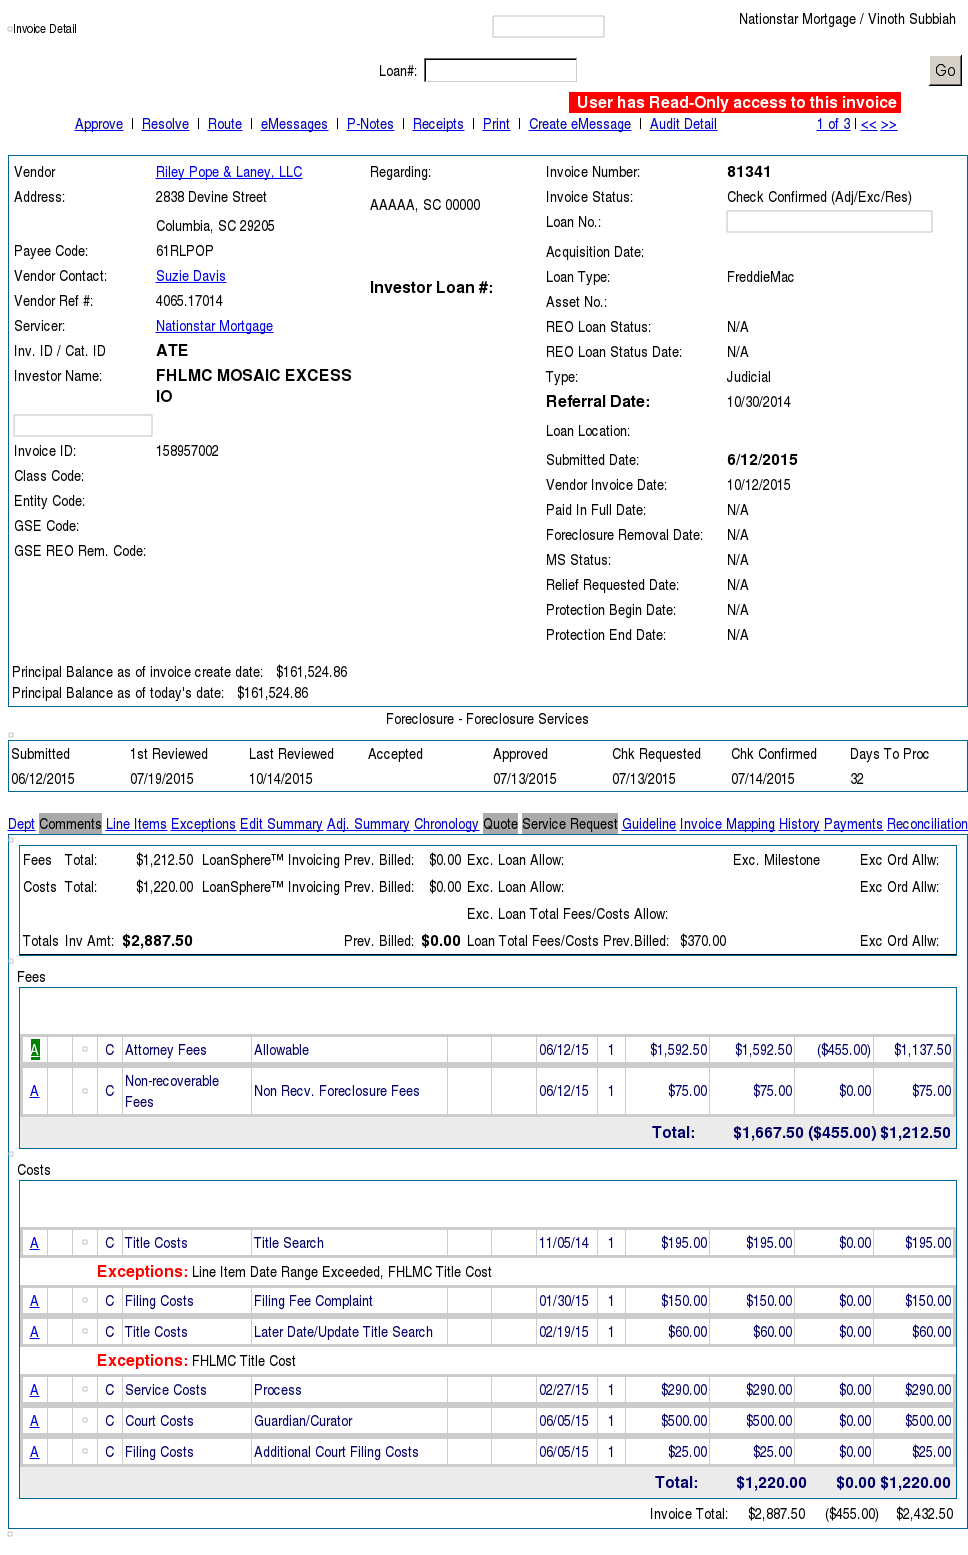 Invoice Detail
Nationstar Mortgage / Vinoth Subbiah
Loan#:
Go
User has Read-Only access to this invoice
Approve | Resolve | Route | eMessages | P-Notes | Receipts | Print | Create eMessage | Audit Detail 1 of 3 | << >>
Vendor Riley Pope & Laney, LLC Regarding: Invoice Number: 81341
Address: 2838 Devine Street AAAAA, SC 00000 Invoice Status: Check Confirmed (Adj/Exc/Res)
Columbia, SC 29205 Loan No.:
Payee Code: 61RLPOP Acquisition Date:
Vendor Contact: Suzie Davis Investor Loan #: Loan Type: FreddieMac
Vendor Ref #: 4065.17014 Asset No.:
Servicer: Nationstar Mortgage REO Loan Status: N/A
Inv. ID / Cat. ID ATE REO Loan Status Date: N/A
Investor Name: FHLMC MOSAIC EXCESS Type: Judicial
IO Referral Date: 10/30/2014
Loan Location:
Invoice ID: 158957002 Submitted Date: 6/12/2015
Class Code: Vendor Invoice Date: 10/12/2015
Entity Code: Paid In Full Date: N/A
GSE Code: Foreclosure Removal Date: N/A
GSE REO Rem. Code: MS Status: N/A
Relief Requested Date: N/A
Protection Begin Date: N/A
Protection End Date: N/A
Principal Balance as of invoice create date: $161,524.86
Principal Balance as of today's date: $161,524.86
Foreclosure - Foreclosure Services
Submitted 1st Reviewed Last Reviewed Accepted Approved Chk Requested Chk Confirmed Days To Proc
06/12/2015 07/19/2015 10/14/2015 07/13/2015 07/13/2015 07/14/2015 32
Dept Comments Line Items Exceptions Edit Summary Adj. Summary Chronology Quote Service Request Guideline Invoice Mapping History Payments Reconciliation
Fees Total: $1,212.50 LoanSphere™ Invoicing Prev. Billed: $0.00 Exc. Loan Allow: Exc. Milestone Exc Ord Allw:
Costs Total: $1,220.00 LoanSphere™ Invoicing Prev. Billed: $0.00 Exc. Loan Allow: Exc Ord Allw:
Exc. Loan Total Fees/Costs Allow:
Totals Inv Amt: $2,887.50 Prev. Billed: $0.00 Loan Total Fees/Costs Prev.Billed: $370.00 Exc Ord Allw:
Fees
A C Attorney Fees Allowable 06/12/15 1 $1,592.50 $1,592.50 ($455.00) $1,137.50
A C Non-recoverable Fees Non Recv. Foreclosure Fees 06/12/15 1 $75.00 $75.00 $0.00 $75.00
Total: $1,667.50 ($455.00) $1,212.50
Costs
A C Title Costs Title Search 11/05/14 1 $195.00 $195.00 $0.00 $195.00
Exceptions: Line Item Date Range Exceeded, FHLMC Title Cost
A C Filing Costs Filing Fee Complaint 01/30/15 1 $150.00 $150.00 $0.00 $150.00
A C Title Costs Later Date/Update Title Search 02/19/15 1 $60.00 $60.00 $0.00 $60.00
Exceptions: FHLMC Title Cost
A C Service Costs Process 02/27/15 1 $290.00 $290.00 $0.00 $290.00
A C Court Costs Guardian/Curator 06/05/15 1 $500.00 $500.00 $0.00 $500.00
A C Filing Costs Additional Court Filing Costs 06/05/15 1 $25.00 $25.00 $0.00 $25.00
Total: $1,220.00 $0.00 $1,220.00
Invoice Total: $2,887.50 ($455.00) $2,432.50